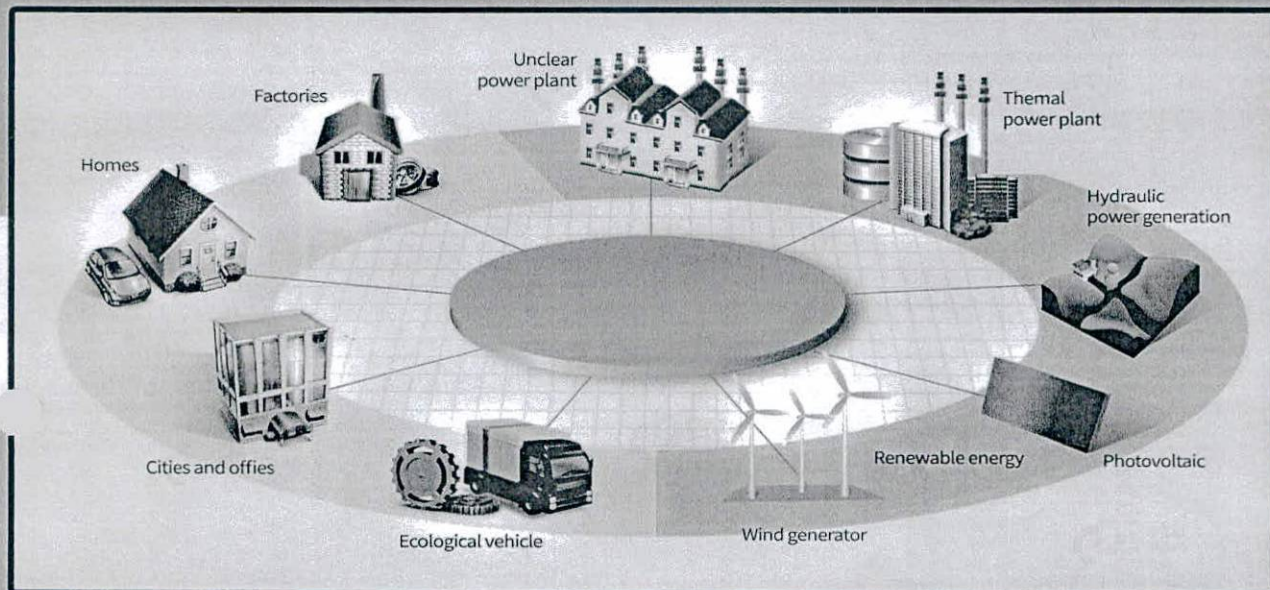 Unclear
power plant
Factories
Themal
power plant
Homes
Hydraulic
power generation
Renewable energy
Photovoltaic
Cities and offies
Ecological vehicle
Wind generator